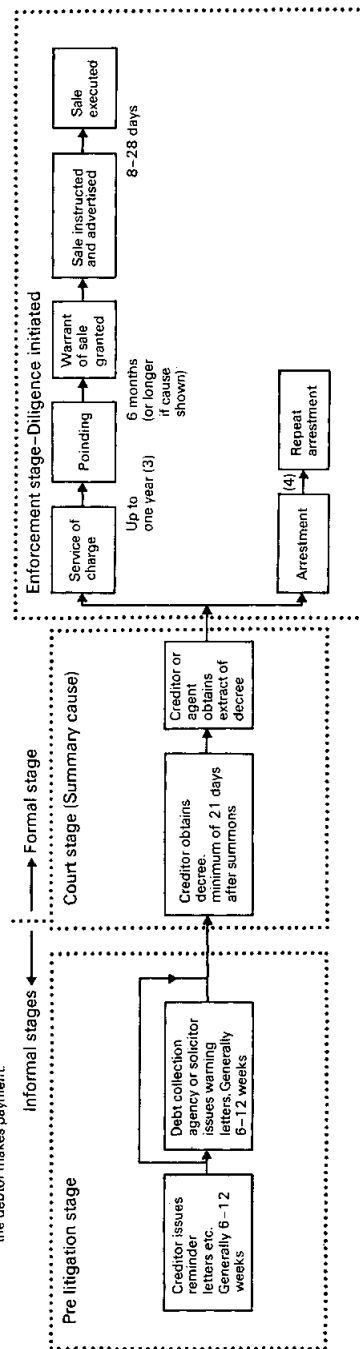 the debtor makes payment.
Informal stages
Formal stage
Pre litigation stage
Creditor issues
reminder
letters etc.
Generally 6–12
weeks
Debt collection
agency or solicitor
issues warning
letters. Generally
6–12 weeks
Court stage (Summary cause)
Creditor obtains
decree.
minimum of 21 days
after summons
Creditor or
agent
obtains
extract of
decree
Enforcement stage–Diligence initiated
Service of
charge
Up to
one year (3)
Poinding
6 months
(or longer
if cause
shown)
Warrant
of sale
granted
Sale instructed
and advertised
8–28 days
Sale
executed
Arrestment
(4)
Repeat
arrestment